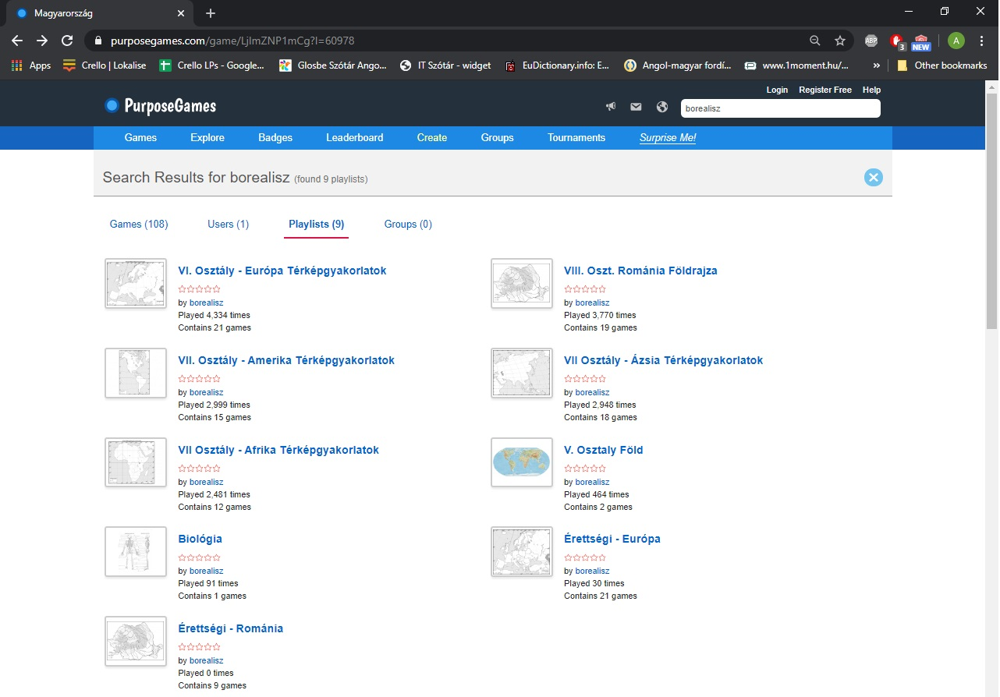 Magyarország
purposegames.com/game/LjImZNP1mCg?l=60978
ABP
3
NEW
A
Apps
Crello | Lokalise
Crello LPs - Google...
Glosbe Szótár Ango...
IT Szótár - widget
EuDictionary.info: E...
Angol-magyar fordí...
www.1moment.hu/...
»
Other bookmarks
Login Register Free Help
PurposeGames
borealisz
Games Explore Badges Leaderboard Create Groups Tournaments Surprise Me!
Search Results for borealisz (found 9 playlists)
Games (108) Users (1) Playlists (9) Groups (0)
VI. Osztály - Európa Térképgyakorlatok
by borealisz
Played 4,334 times
Contains 21 games
VIII. Oszt. Románia Földrajza
by borealisz
Played 3,770 times
Contains 19 games
VII. Osztály - Amerika Térképgyakorlatok
by borealisz
Played 2,999 times
Contains 15 games
VII Osztály - Ázsia Térképgyakorlatok
by borealisz
Played 2,948 times
Contains 18 games
VII Osztály - Afrika Térképgyakorlatok
by borealisz
Played 2,481 times
Contains 12 games
V. Osztaly Föld
by borealisz
Played 464 times
Contains 2 games
Biológia
by borealisz
Played 91 times
Contains 1 games
Érettségi - Európa
by borealisz
Played 30 times
Contains 21 games
Érettségi - Románia
by borealisz
Played 0 times
Contains 9 games